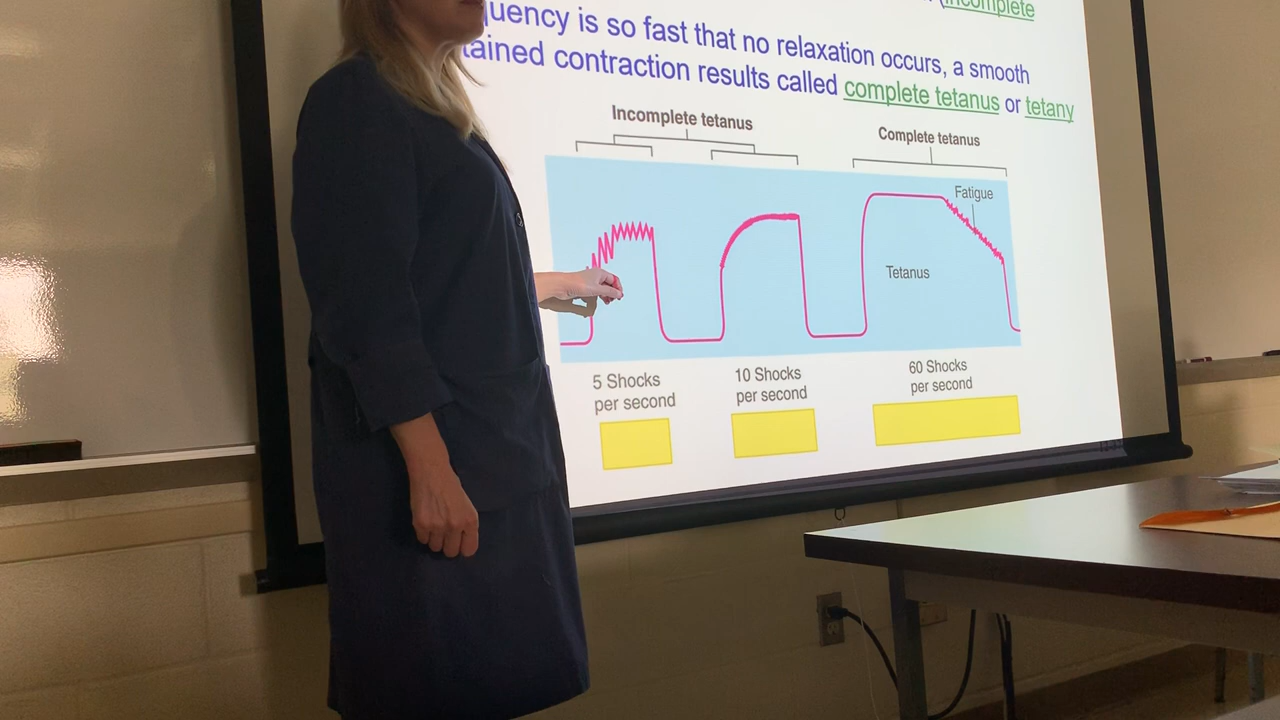 (incomplete
quency is so fast that no relaxation occurs, a smooth
tained contraction results called complete tetanus or tetany
Incomplete tetanus
Complete tetanus
Fatigue
Tetanus
5 Shocks
per second
10 Shocks
per second
60 Shocks
per second